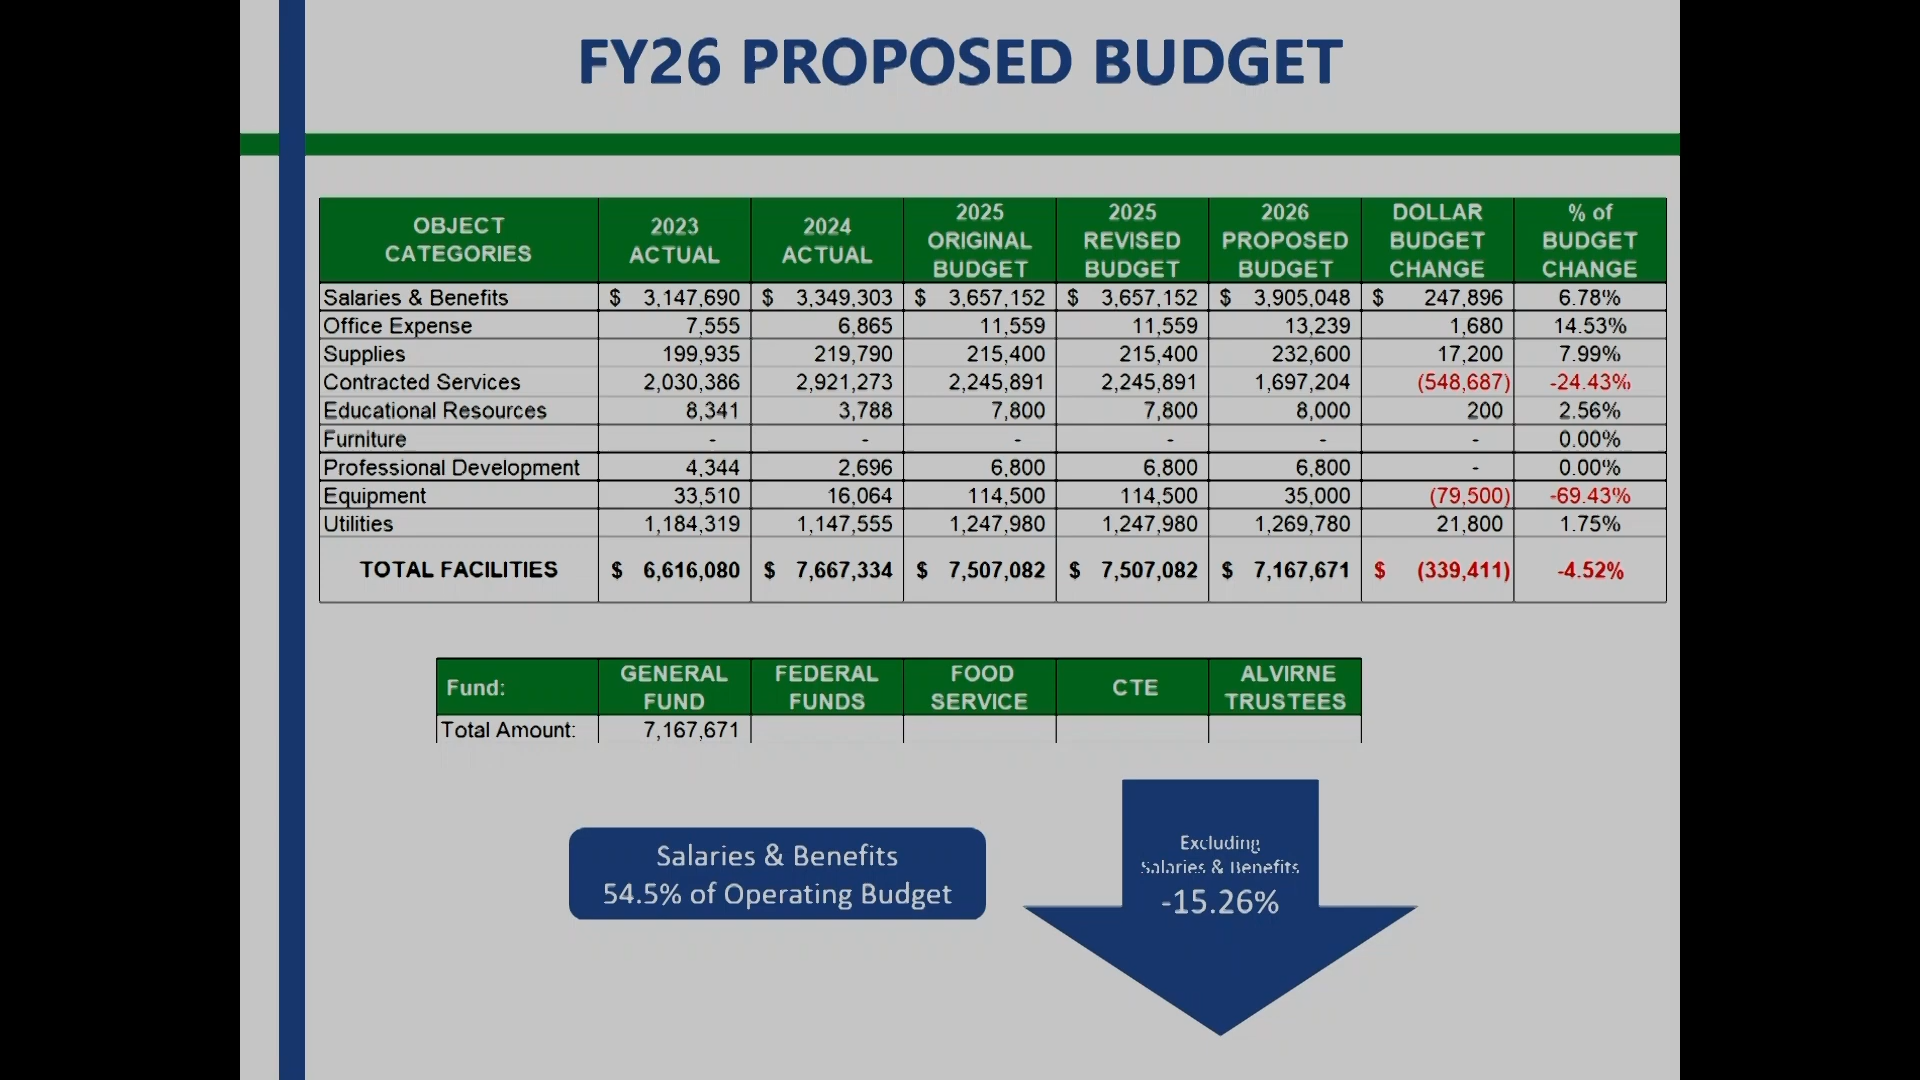 FY26 PROPOSED BUDGET
OBJECT CATEGORIES 2023 ACTUAL 2024 ACTUAL 2025 ORIGINAL BUDGET 2025 REVISED BUDGET 2026 PROPOSED BUDGET DOLLAR BUDGET CHANGE % of BUDGET CHANGE
Salaries & Benefits $ 3,147,690 $ 3,349,303 $ 3,657,152 $ 3,657,152 $ 3,905,048 $ 247,896 6.78%
Office Expense 7,555 6,865 11,559 11,559 13,239 1,680 14.53%
Supplies 199,935 219,790 215,400 215,400 232,600 17,200 7.99%
Contracted Services 2,030,386 2,921,273 2,245,891 2,245,891 1,697,204 (548,687) -24.43%
Educational Resources 8,341 3,788 7,800 7,800 8,000 200 2.56%
Furniture - - - - - - 0.00%
Professional Development 4,344 2,696 6,800 6,800 6,800 - 0.00%
Equipment 33,510 16,064 114,500 114,500 35,000 (79,500) -69.43%
Utilities 1,184,319 1,147,555 1,247,980 1,247,980 1,269,780 21,800 1.75%
TOTAL FACILITIES $ 6,616,080 $ 7,667,334 $ 7,507,082 $ 7,507,082 $ 7,167,671 $ (339,411) -4.52%
Fund: GENERAL FUND FEDERAL FUNDS FOOD SERVICE CTE ALVIRNE TRUSTEES
Total Amount: 7,167,671
Salaries & Benefits
54.5% of Operating Budget
Excluding
Salaries & Benefits
-15.26%